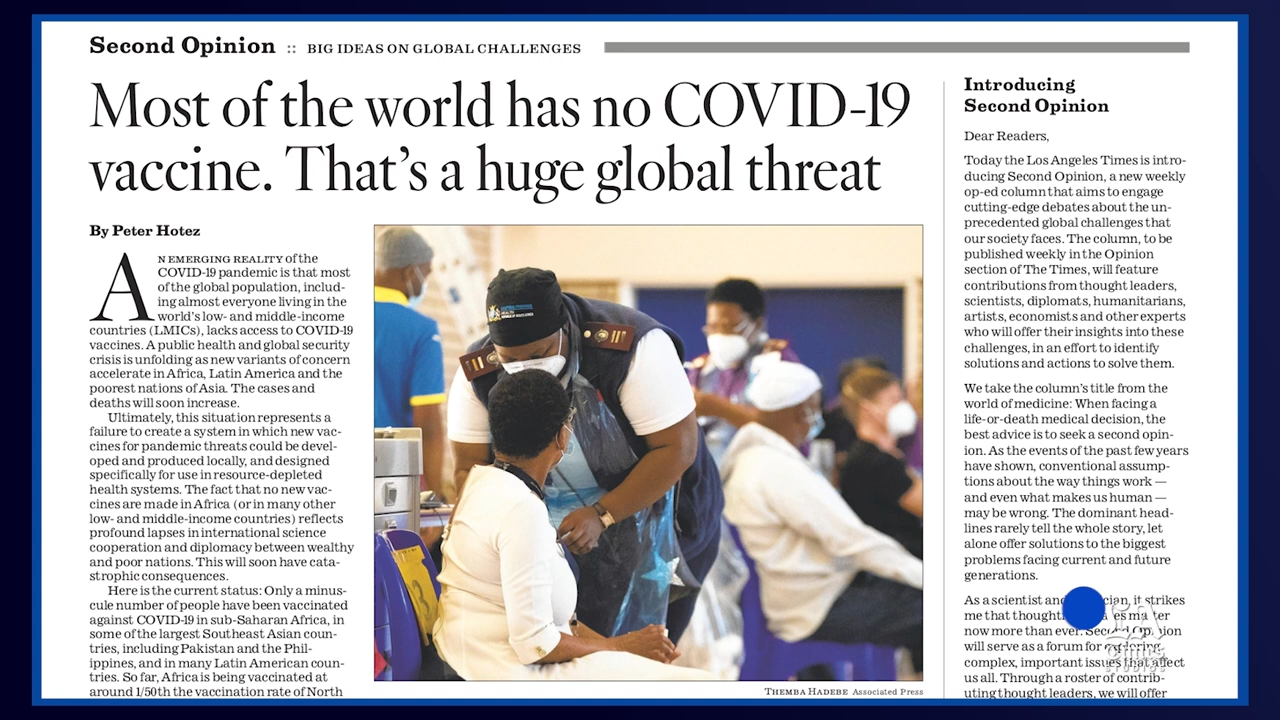 Second Opinion :: BIG IDEAS ON GLOBAL CHALLENGES
Most of the world has no COVID-19
vaccine. That's a huge global threat
By Peter Hotez
AN EMERGING REALITY of the
COVID-19 pandemic is that most
of the global population, includ-
ing almost everyone living in the
world's low- and middle-income
countries (LMICs), lacks access to COVID-19
vaccines. A public health and global security
crisis is unfolding as new variants of concern
accelerate in Africa, Latin America and the
poorest nations of Asia. The cases and
deaths will soon increase.
Ultimately, this situation represents a
failure to create a system in which new vac-
cines for pandemic threats could be devel-
oped and produced locally, and designed
specifically for use in resource-depleted
health systems. The fact that no new vac-
cines are made in Africa (or in many other
low- and middle-income countries) reflects
profound lapses in international science
cooperation and diplomacy between wealthy
and poor nations. This will soon have cata-
strophic consequences.
Here is the current status: Only a minus-
cule number of people have been vaccinated
against COVID-19 in sub-Saharan Africa, in
some of the largest Southeast Asian coun-
tries, including Pakistan and the Phil-
ippines, and in many Latin American coun-
tries. So far, Africa is being vaccinated at
around 1/50th the vaccination rate of North
THEMBA HADEBE Associated Press
Introducing
Second Opinion
Dear Readers,
Today the Los Angeles Times is intro-
ducing Second Opinion, a new weekly
op-ed column that aims to engage
cutting-edge debates about the un-
precedented global challenges that
our society faces. The column, to be
published weekly in the Opinion
section of The Times, will feature
contributions from thought leaders,
scientists, diplomats, humanitarians,
artists, economists and other experts
who will offer their insights into these
challenges, in an effort to identify
solutions and actions to solve them.
We take the column's title from the
world of medicine: When facing a
life-or-death medical decision, the
best advice is to seek a second opin-
ion. As the events of the past few years
have shown, conventional assump-
tions about the way things work —
and even what makes us human —
may be wrong. The dominant head-
lines rarely tell the whole story, let
alone offer solutions to the biggest
problems facing current and future
generations.
As a scientist and it strikes
me that thought matter
now more than ever. Second Opinion
will serve as a forum for exploring
complex, important issues that affect
us all. Through a roster of contrib-
uting thought leaders, we will offer
LA
Times
STUDIOS